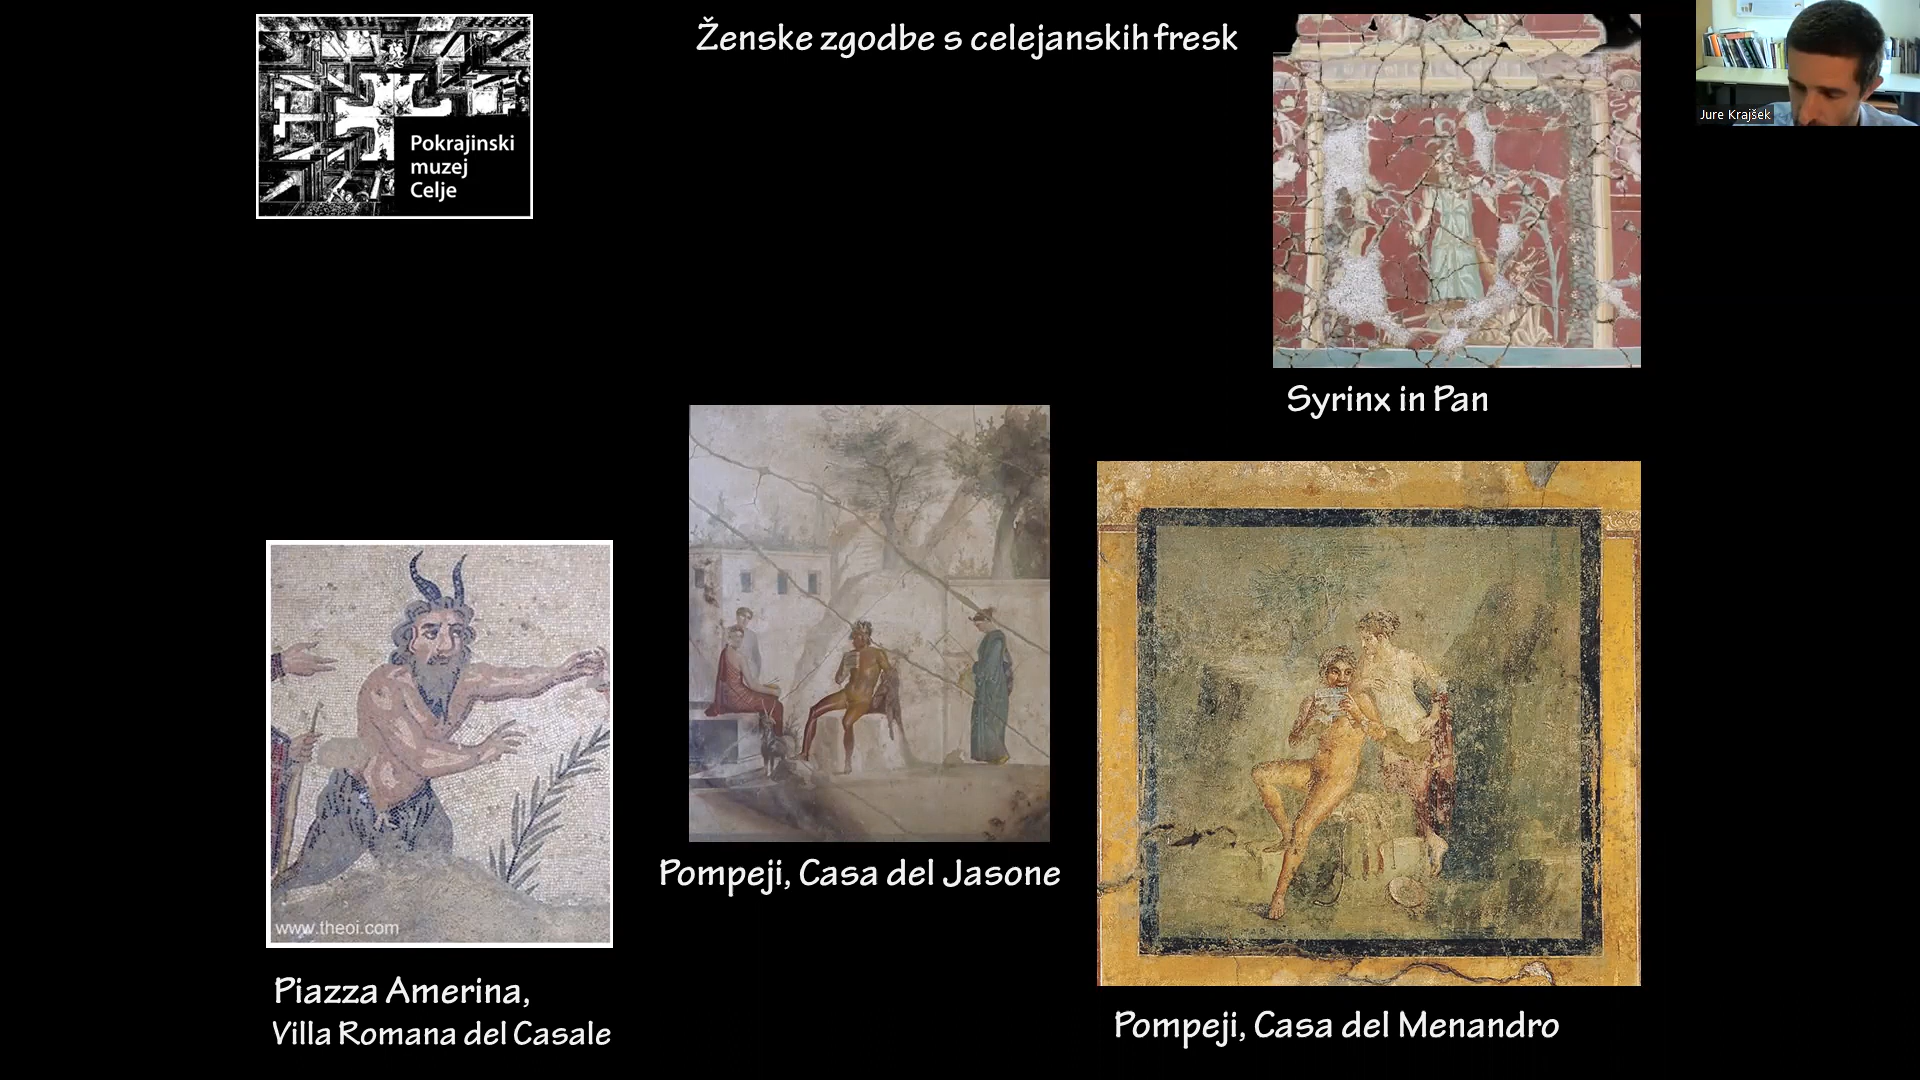 Ženske zgodbe s celejanskih fresk
Pokrajinski
muzej
Celje
Jure Krajšek
Syrinx in Pan
Pompeji, Casa del Jasone
www.theoi.com
Piazza Amerina,
Villa Romana del Casale
Pompeji, Casa del Menandro